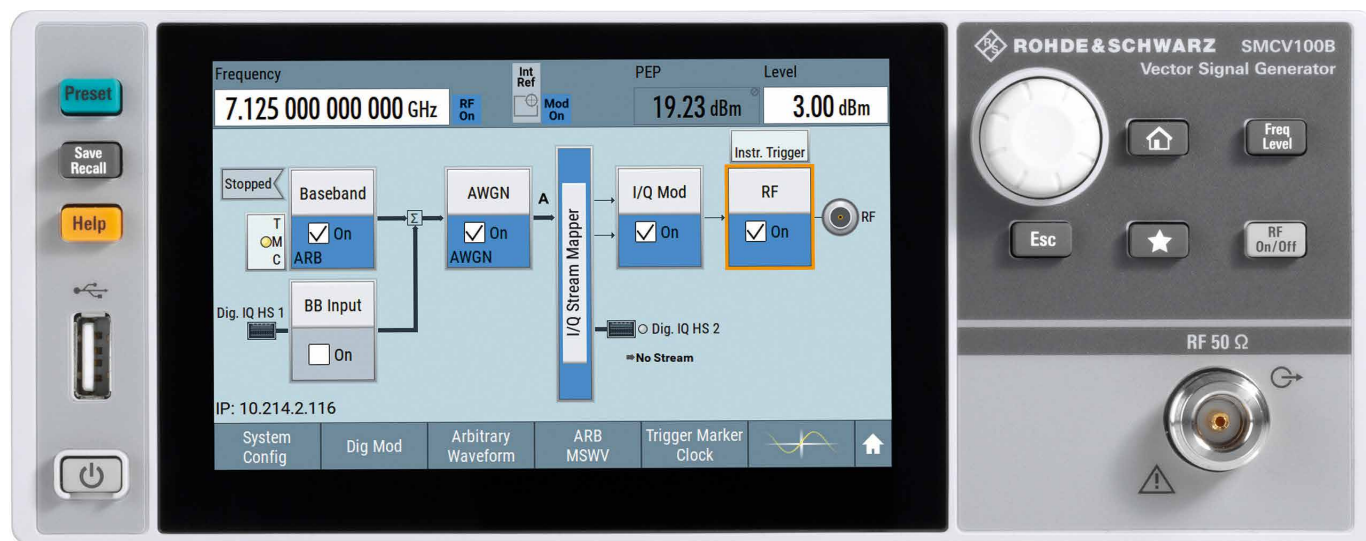 ROHDE&SCHWARZ SMCV100B
Vector Signal Generator
Preset
Save
Recall
Help
Frequency
Int
Ref
PEP
Level
7.125 000 000 000 GHz
RF
On
Mod
On
19.23 dBm
3.00 dBm
Instr. Trigger
Stopped
Baseband
AWGN
A
I/Q Mod
RF
T
M
C
On
ARB
Σ
On
AWGN
I/Q Stream Mapper
On
On
RF
Dig. IQ HS 1
BB Input
On
Dig. IQ HS 2
No Stream
IP: 10.214.2.116
System
Config
Dig Mod
Arbitrary
Waveform
ARB
MSWV
Trigger Marker
Clock
Freq
Level
Esc
RF
On/Off
RF 50 Ω